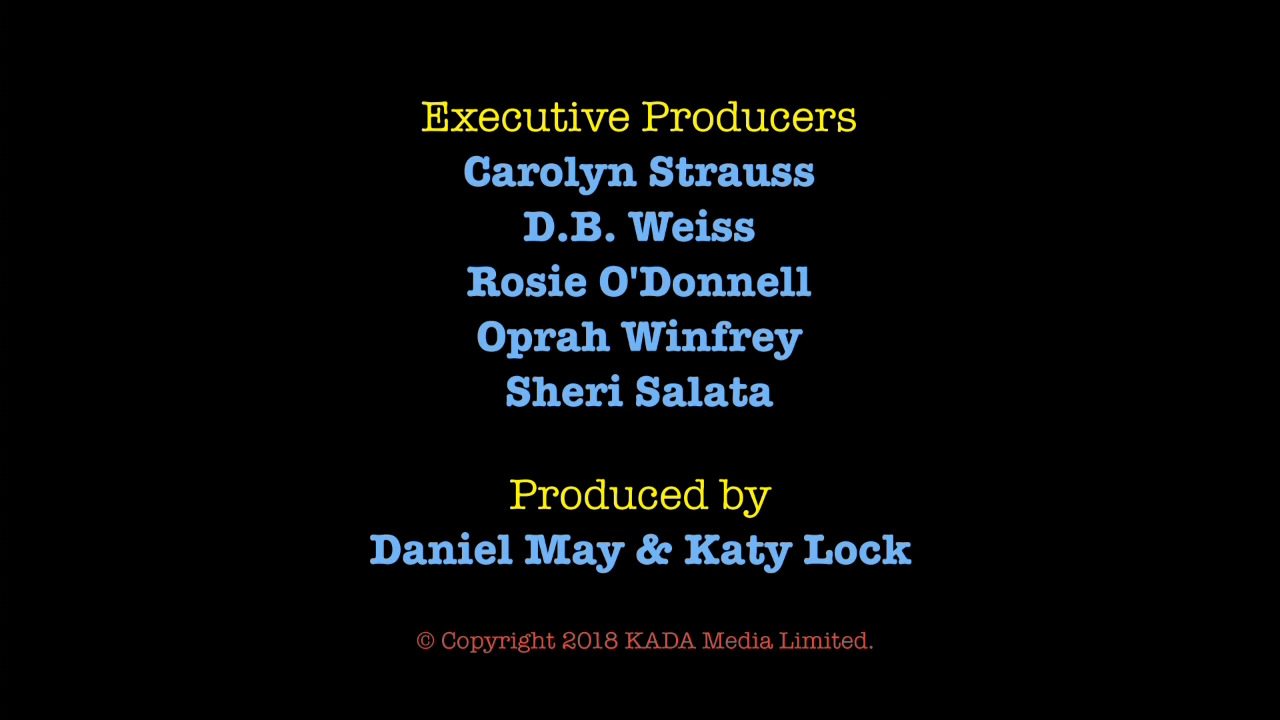 Executive Producers
Carolyn Strauss
D.B. Weiss
Rosie O'Donnell
Oprah Winfrey
Sheri Salata
Produced by
Daniel May & Katy Lock
© Copyright 2018 KADA Media Limited.